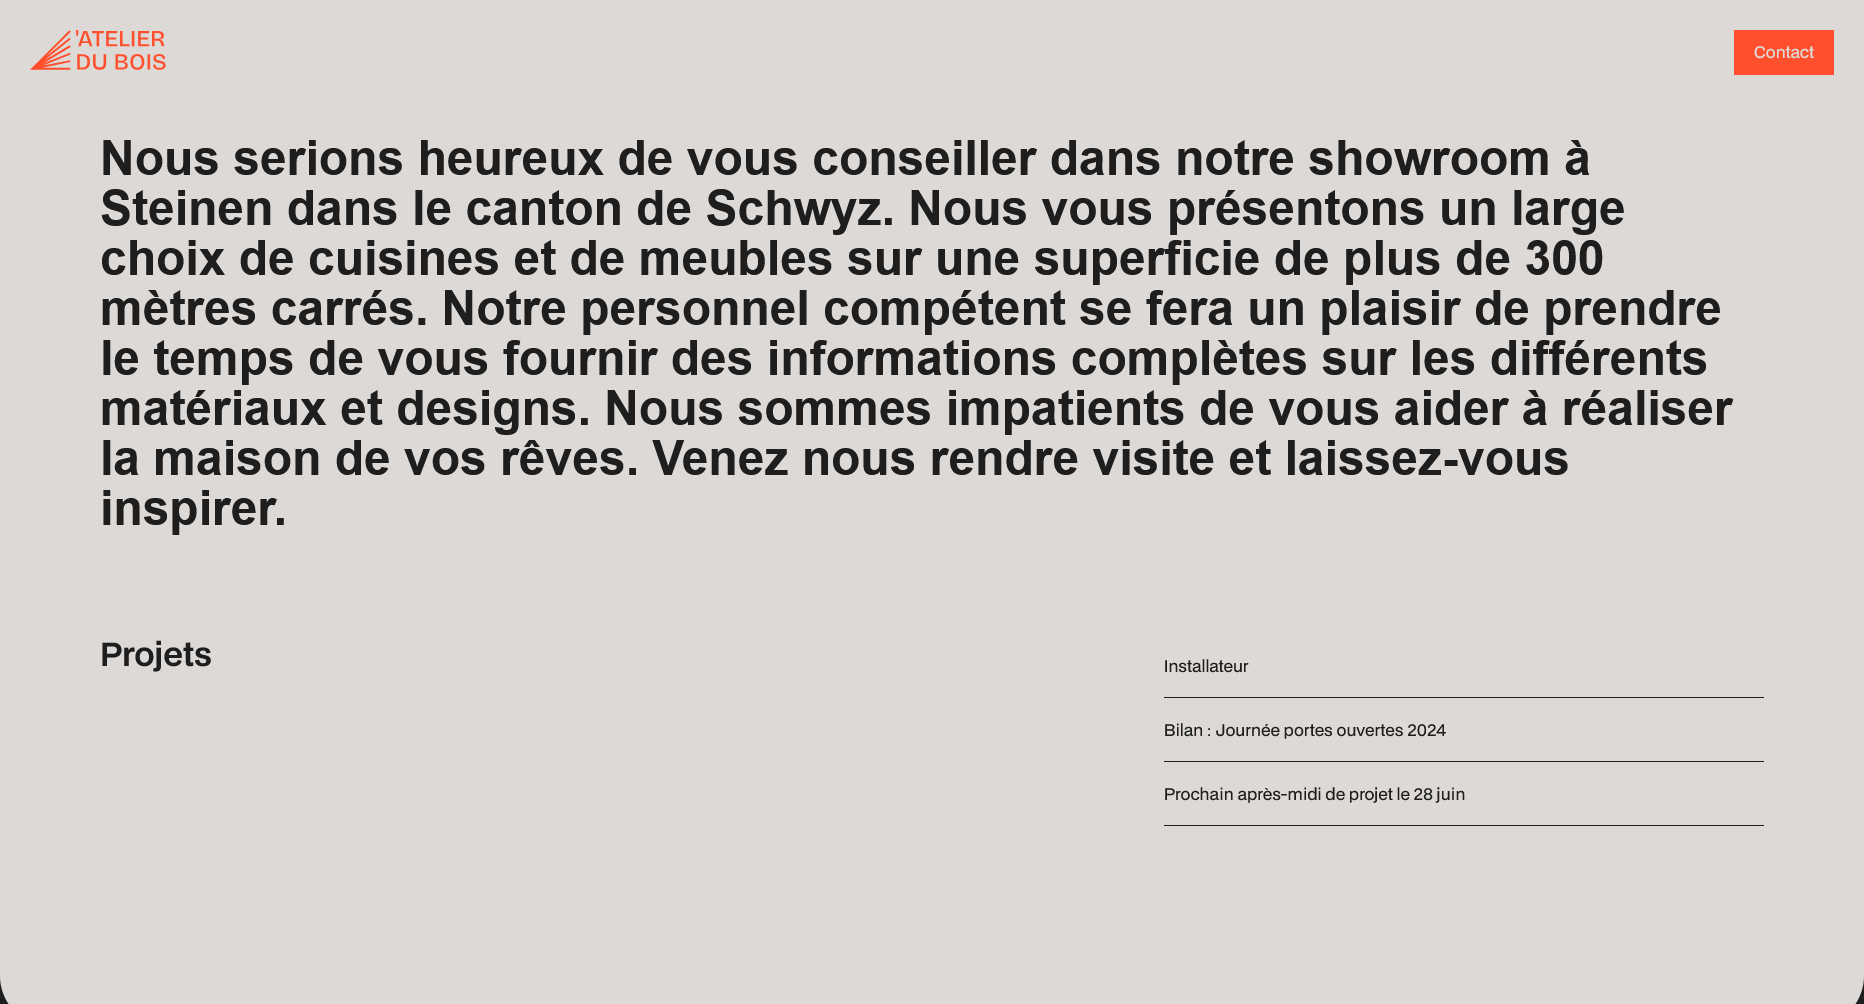 'ATELIER
DU BOIS
Contact
Nous serions heureux de vous conseiller dans notre showroom à
Steinen dans le canton de Schwyz. Nous vous présentons un large
choix de cuisines et de meubles sur une superficie de plus de 300
mètres carrés. Notre personnel compétent se fera un plaisir de prendre
le temps de vous fournir des informations complètes sur les différents
matériaux et designs. Nous sommes impatients de vous aider à réaliser
la maison de vos rêves. Venez nous rendre visite et laissez-vous
inspirer.
Projets
Installateur
Bilan : Journée portes ouvertes 2024
Prochain après-midi de projet le 28 juin